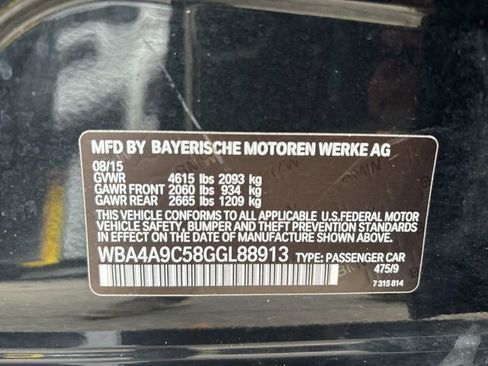 MFD BY BAYERISCHE MOTOREN WERKE AG
08/15
GVWR 4615 lbs 2093 kg
GAWR FRONT 2060 lbs 934 kg
GAWR REAR 2665 lbs 1209 kg
THIS VEHICLE CONFORMS TO ALL APPLICABLE U.S.FEDERAL MOTOR
VEHICLE SAFETY, BUMPER AND THEFT PREVENTION STANDARDS
IN EFFECT ON THE DATE OF MANUFACTURE SHOWN ABOVE.
WBA4A9C58GGL88913 TYPE: PASSENGER CAR
475/9
7 315 814